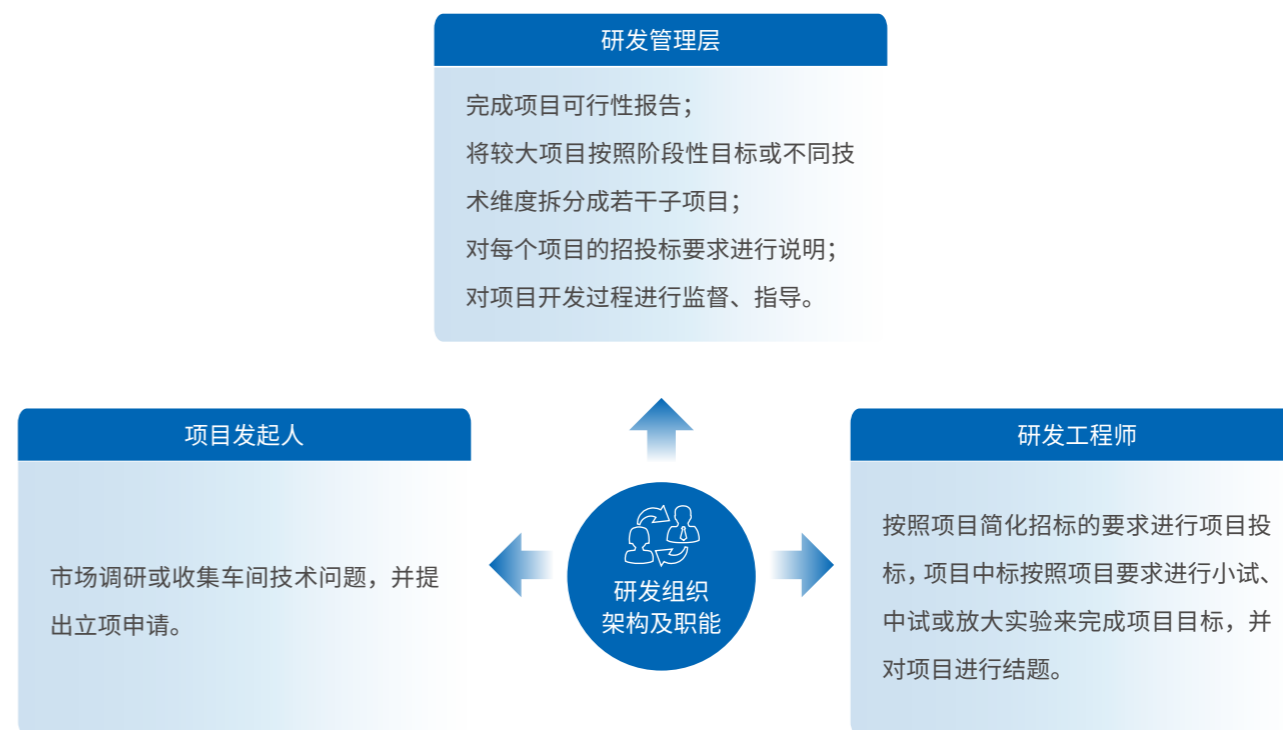 研发管理层
完成项目可行性报告；
将较大项目按照阶段性目标或不同技
术维度拆分成若干子项目；
对每个项目的招投标要求进行说明；
对项目开发过程进行监督、指导。
项目发起人
市场调研或收集车间技术问题，并提
出立项申请。
研发组织
架构及职能
研发工程师
按照项目简化招标的要求进行项目投
标，项目中标按照项目要求进行小试、
中试或放大实验来完成项目目标，并
对项目进行结题。